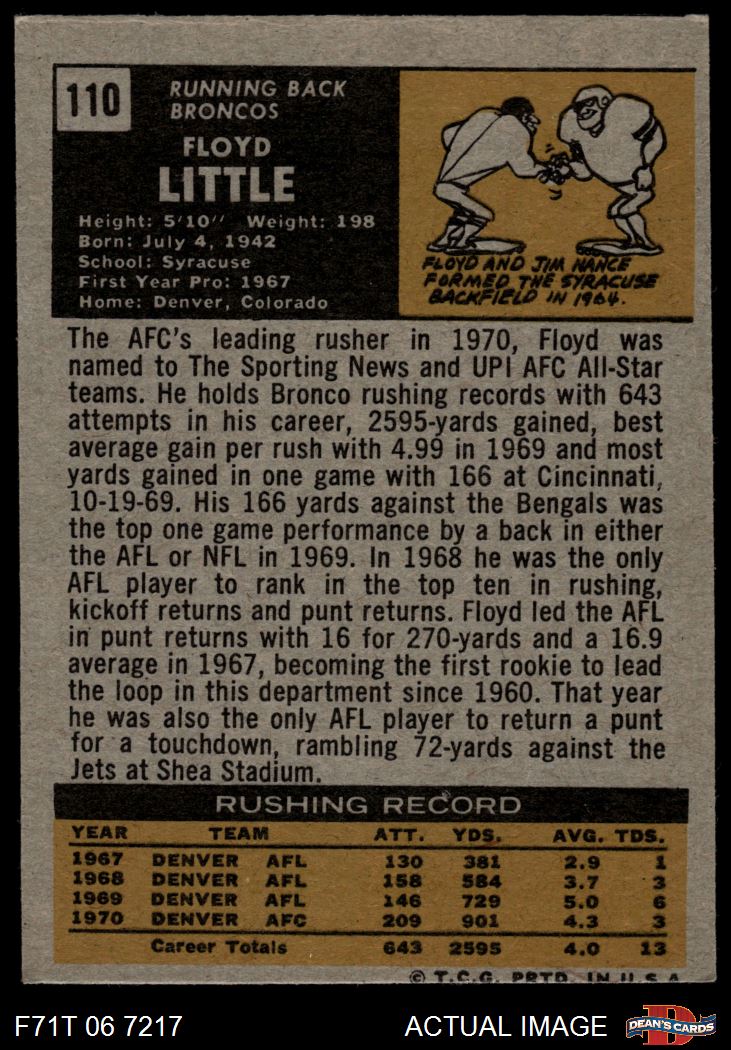 110
RUNNING BACK
BRONCOS
FLOYD
LITTLE
Height: 5'10" Weight: 198
Born: July 4, 1942
School: Syracuse
First Year Pro: 1967
Home: Denver, Colorado
FLOYD AND JIM NANCE
FORMED THE SYRACUSE
BACKFIELD IN 1964.
The AFC's leading rusher in 1970, Floyd was
named to The Sporting News and UPI AFC All-Star
teams. He holds Bronco rushing records with 643
attempts in his career, 2595-yards gained, best
average gain per rush with 4.99 in 1969 and most
yards gained in one game with 166 at Cincinnati,
10-19-69. His 166 yards against the Bengals was
the top one game performance by a back in either
the AFL or NFL in 1969. In 1968 he was the only
AFL player to rank in the top ten in rushing,
kickoff returns and punt returns. Floyd led the AFL
in punt returns with 16 for 270-yards and a 16.9
average in 1967, becoming the first rookie to lead
the loop in this department since 1960. That year
he was also the only AFL player to return a punt
for a touchdown, rambling 72-yards against the
Jets at Shea Stadium.
RUSHING RECORD
YEAR TEAM ATT. YDS. AVG. TDS.
1967 DENVER AFL 130 381 2.9 1
1968 DENVER AFL 158 584 3.7 3
1969 DENVER AFL 146 729 5.0 6
1970 DENVER AFC 209 901 4.3 3
Career Totals 643 2595 4.0 13
© T.C.G. PRTD. IN U.S.A.
F71T 06 7217 ACTUAL IMAGE DEAN'S CARDS